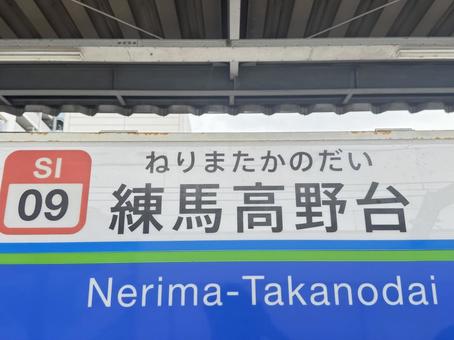 SI
09
ねりまたかのだい
練馬高野台
Nerima-Takanodai